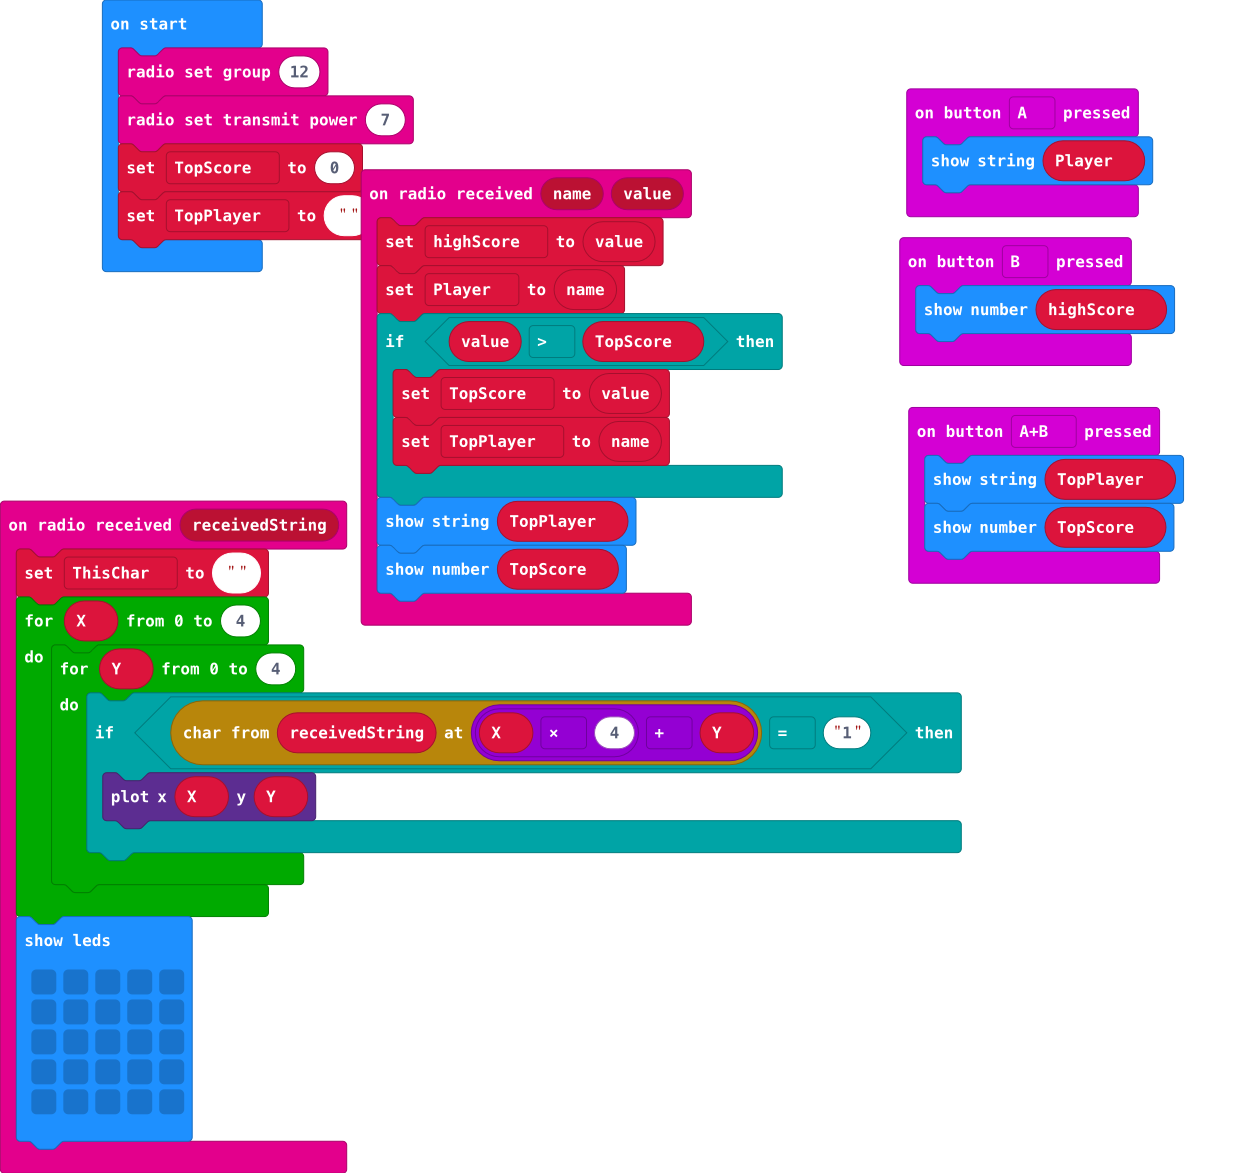 on start
radio set group 12
radio set transmit power 7
set TopScore to 0
set TopPlayer to " "
on radio received name value
set highScore to value
set Player to name
if value > TopScore then
set TopScore to value
set TopPlayer to name
show string TopPlayer
show number TopScore
on button A pressed
show string Player
on button B pressed
show number highScore
on button A+B pressed
show string TopPlayer
show number TopScore
on radio received receivedString
set ThisChar to " "
for X from 0 to 4
do
for Y from 0 to 4
do
if char from receivedString at X × 4 + Y = "1" then
plot x X y Y
show leds